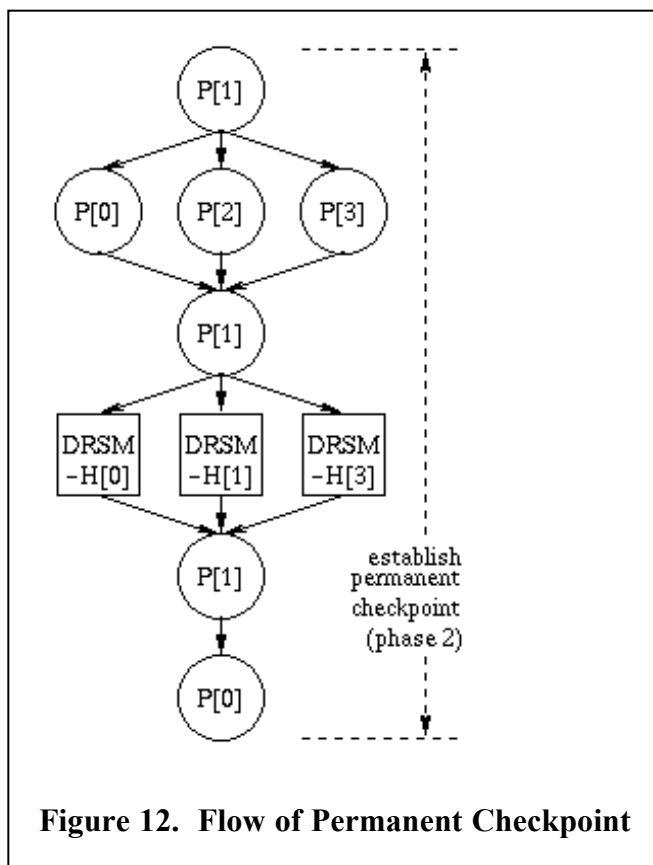 P[1]
P[0] P[2] P[3]
P[1]
DRSM DRSM DRSM
-H[0] -H[1] -H[3]
P[1]
establish
permanent
checkpoint
(phase 2)
P[0]
Figure 12. Flow of Permanent Checkpoint